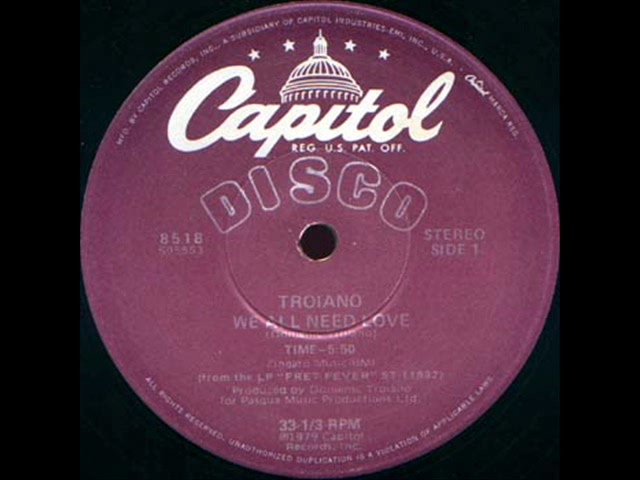 MFD. BY CAPITOL RECORDS, INC., A SUBSIDIARY OF CAPITOL INDUSTRIES-EMI, INC., U.S.A.
Capitol MARCA REG.
Capitol
REG. U.S. PAT. OFF.
DISCO
8518
STEREO
SIDE 1
TROIANO
WE ALL NEED LOVE
TIME-5:50
(from the LP "FRET FEVER" ST-11932)
Produced by Domenic Troiano
for Pasqua Music Productions Ltd.
33-1/3 RPM
℗1979 Capitol
Records, Inc.
ALL RIGHTS RESERVED. UNAUTHORIZED DUPLICATION IS A VIOLATION OF APPLICABLE LAWS.